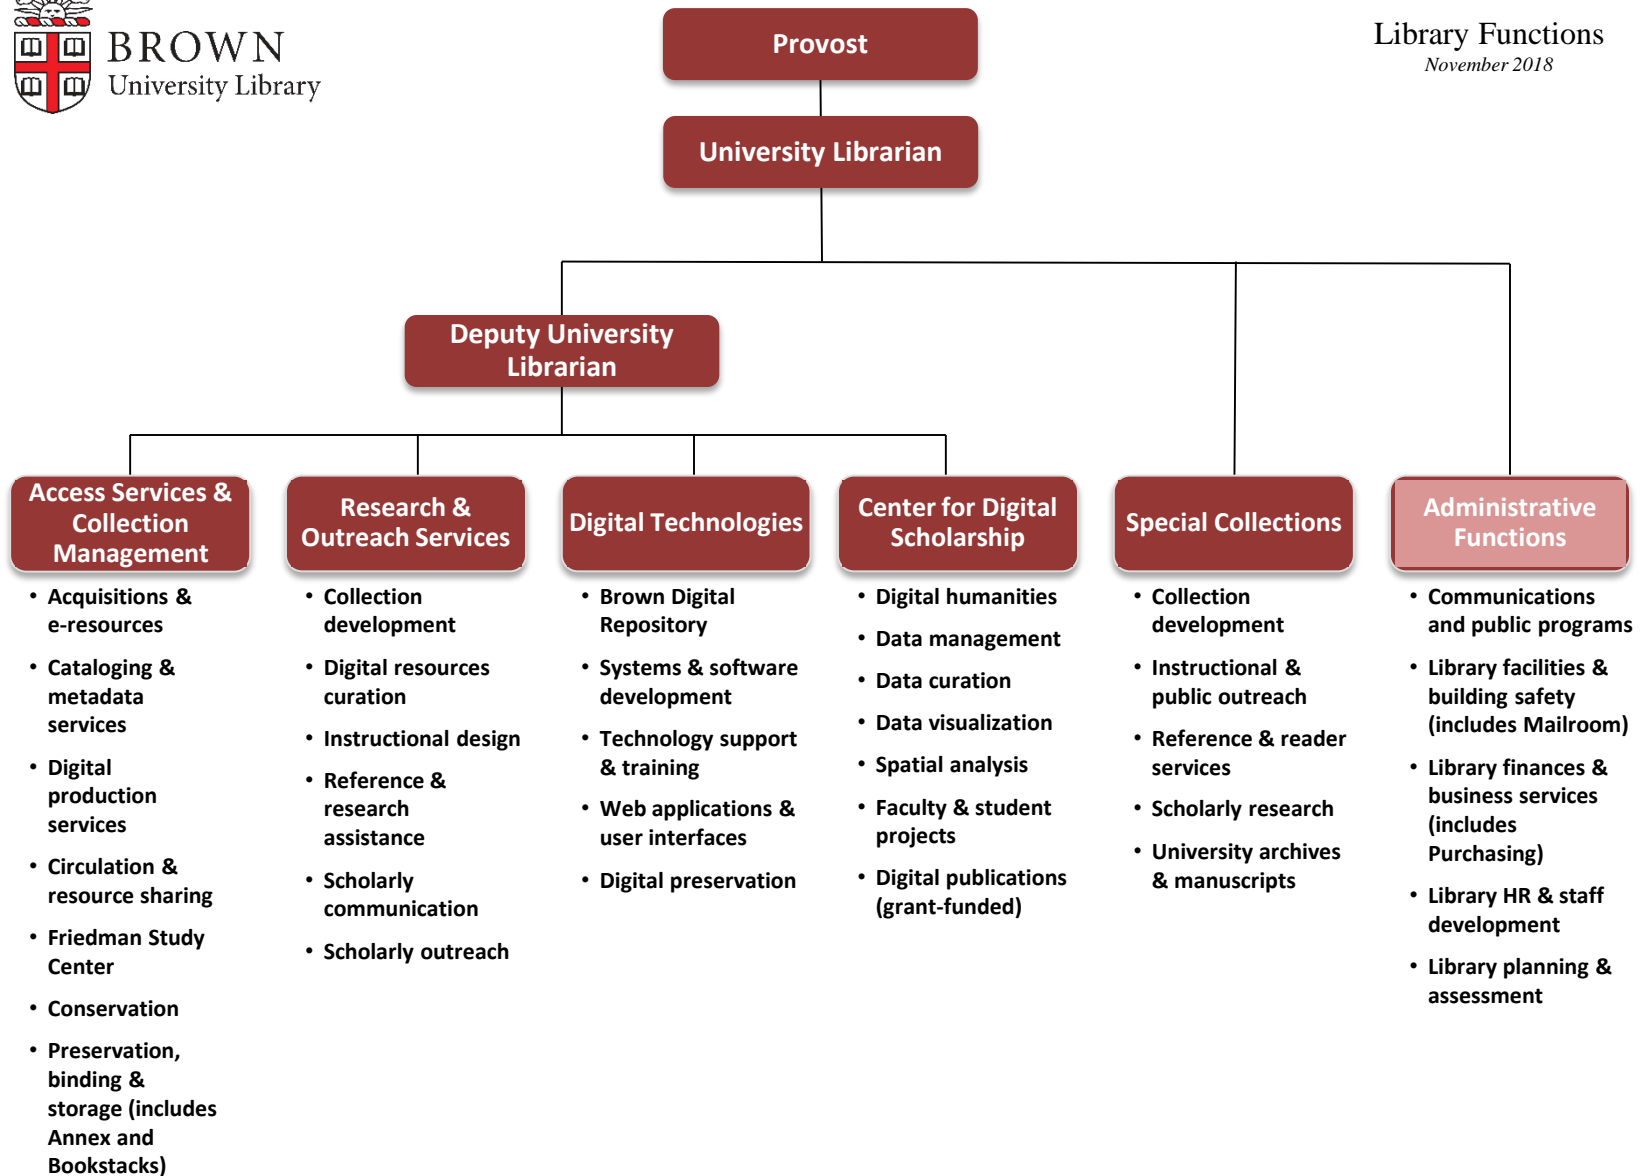 BROWN
University Library
Library Functions
November 2018
Provost
University Librarian
Deputy University
Librarian
Access Services &
Collection
Management
• Acquisitions &
e-resources
• Cataloging &
metadata
services
• Digital
production
services
• Circulation &
resource sharing
• Friedman Study
Center
• Conservation
• Preservation,
binding &
storage (includes
Annex and
Bookstacks)
Research &
Outreach Services
• Collection
development
• Digital resources
curation
• Instructional design
• Reference &
research
assistance
• Scholarly
communication
• Scholarly outreach
Digital Technologies
• Brown Digital
Repository
• Systems & software
development
• Technology support
& training
• Web applications &
user interfaces
• Digital preservation
Center for Digital
Scholarship
• Digital humanities
• Data management
• Data curation
• Data visualization
• Spatial analysis
• Faculty & student
projects
• Digital publications
(grant-funded)
Special Collections
• Collection
development
• Instructional &
public outreach
• Reference & reader
services
• Scholarly research
• University archives
& manuscripts
Administrative
Functions
• Communications
and public programs
• Library facilities &
building safety
(includes Mailroom)
• Library finances &
business services
(includes
Purchasing)
• Library HR & staff
development
• Library planning &
assessment